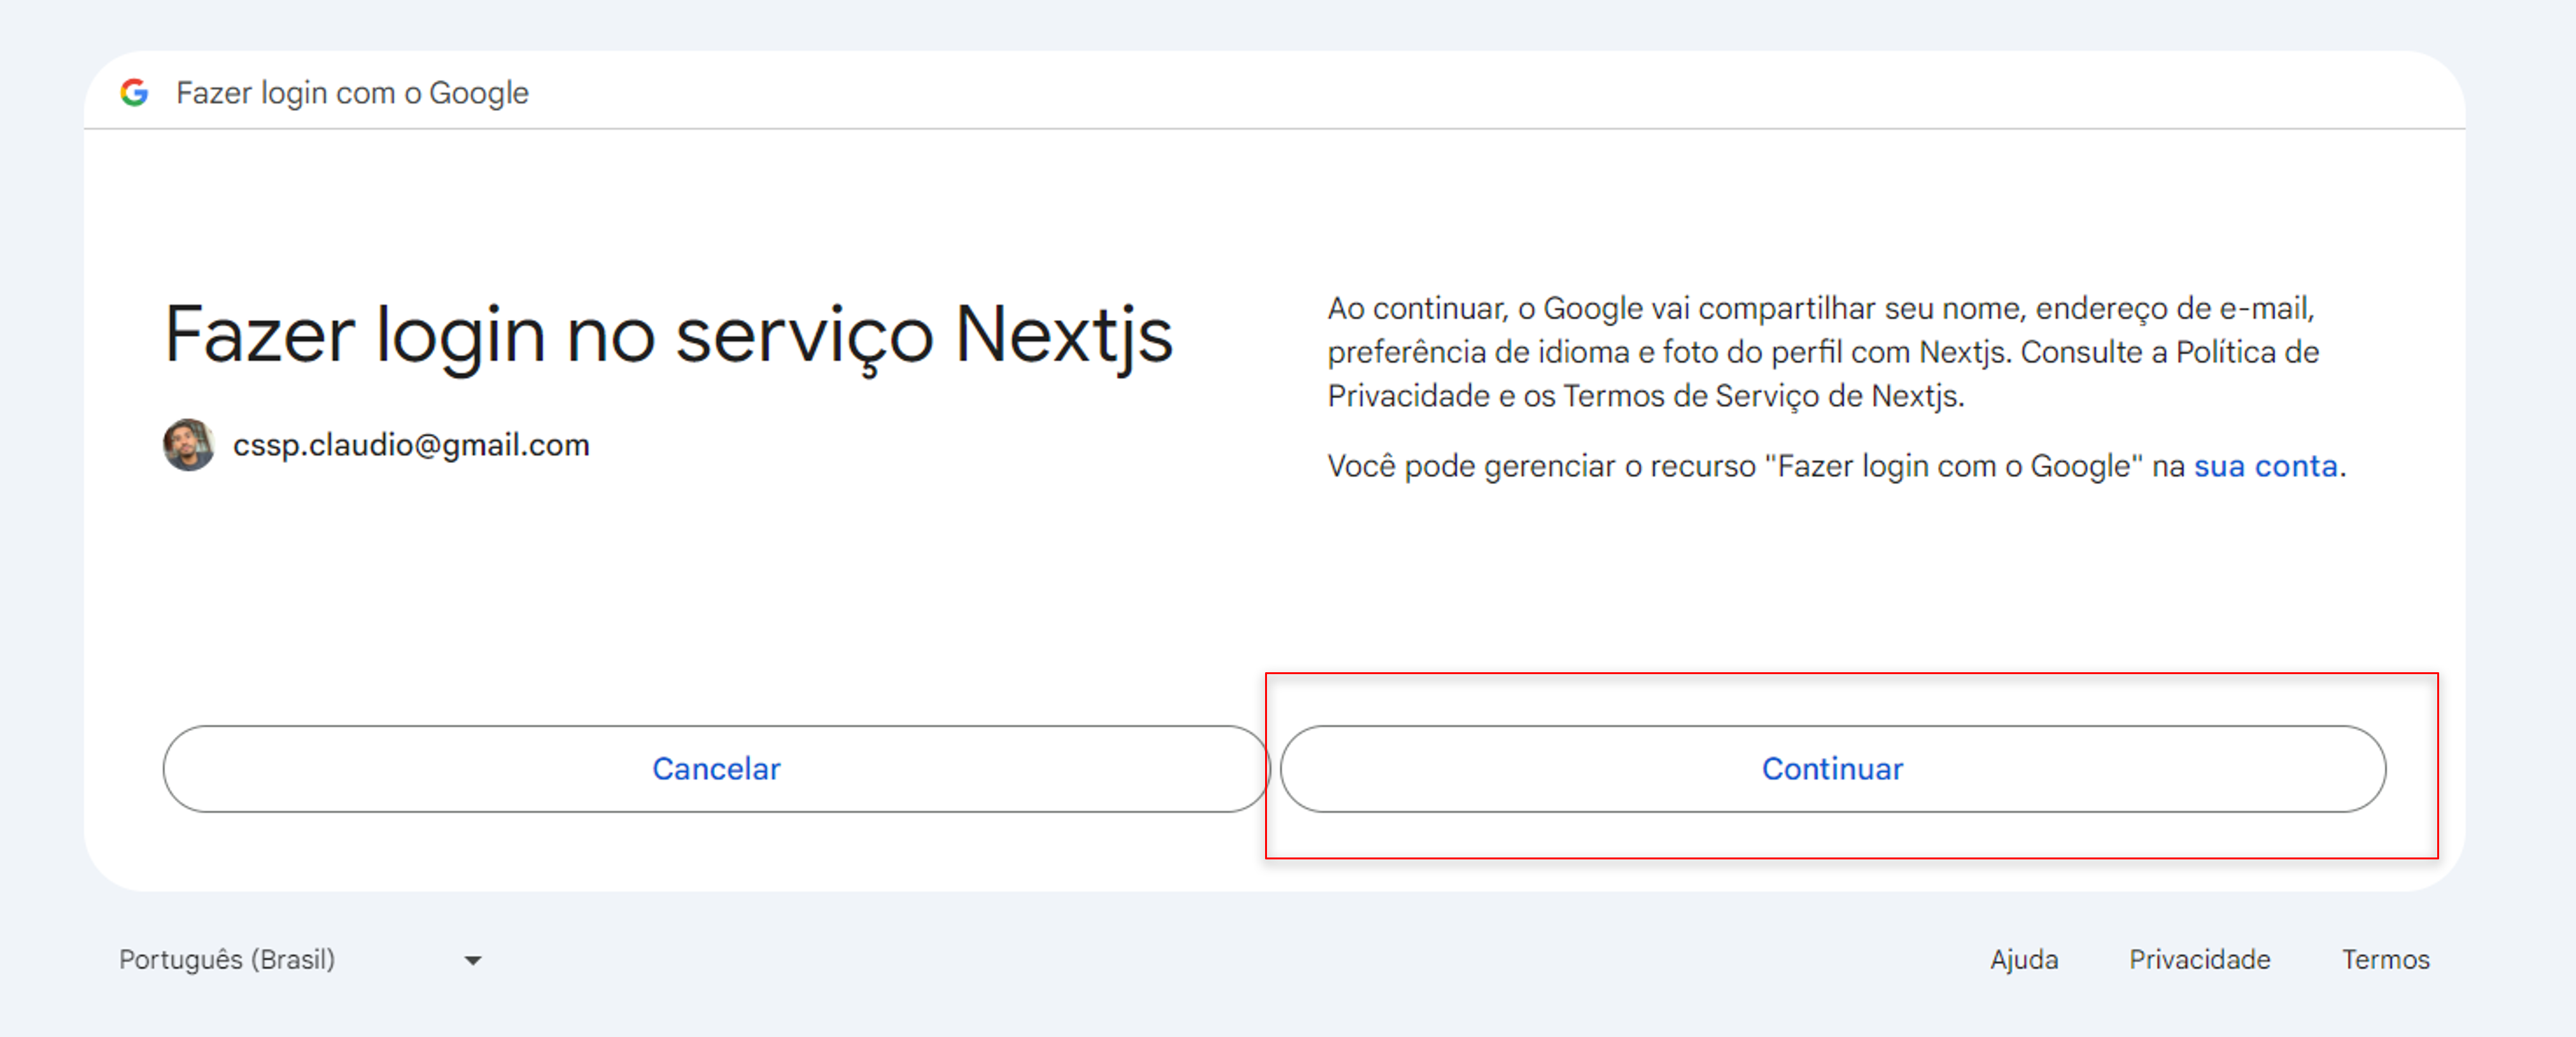 Fazer login com o Google
Fazer login no serviço Nextjs
cssp.claudio@gmail.com
Ao continuar, o Google vai compartilhar seu nome, endereço de e-mail,
preferência de idioma e foto do perfil com Nextjs. Consulte a Política de
Privacidade e os Termos de Serviço de Nextjs.
Você pode gerenciar o recurso "Fazer login com o Google" na sua conta.
Cancelar
Continuar
Português (Brasil)
Ajuda
Privacidade
Termos